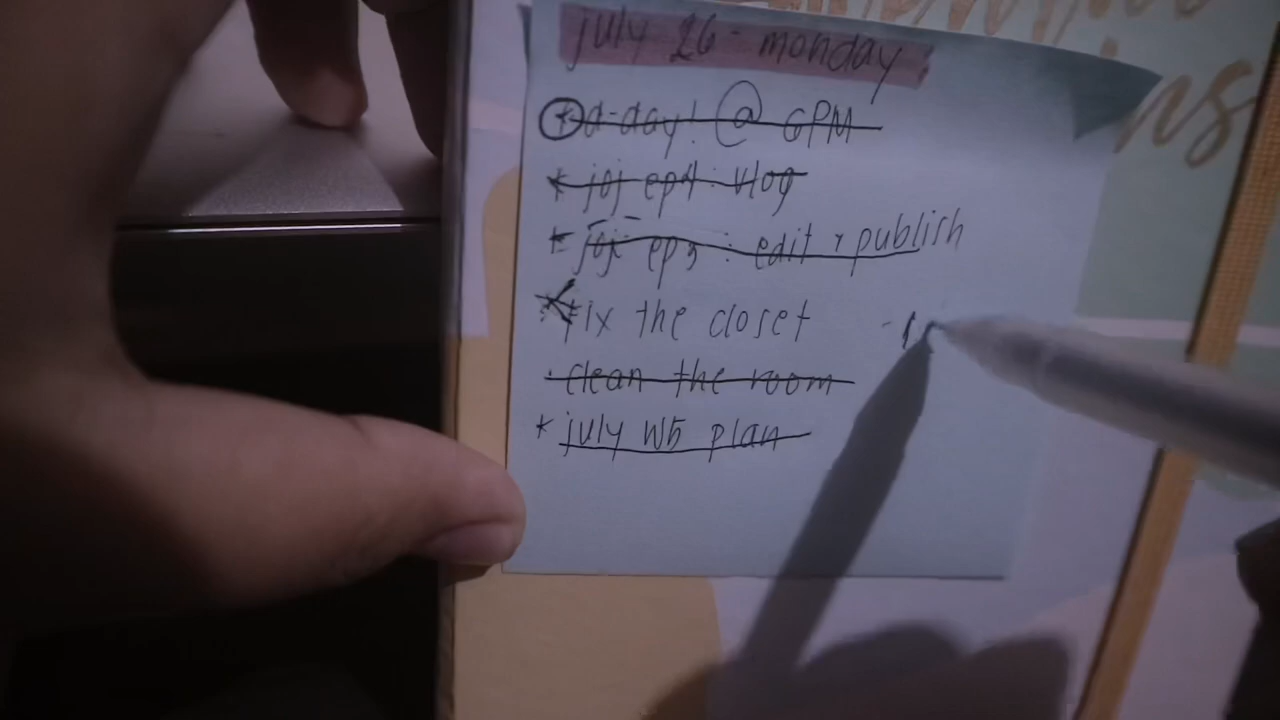 july 26 - monday
* d-day! @ 6PM
* joj ep4 : vlog
* joj ep3 : edit + publish
* fix the closet
· clean the room
* july W5 plan